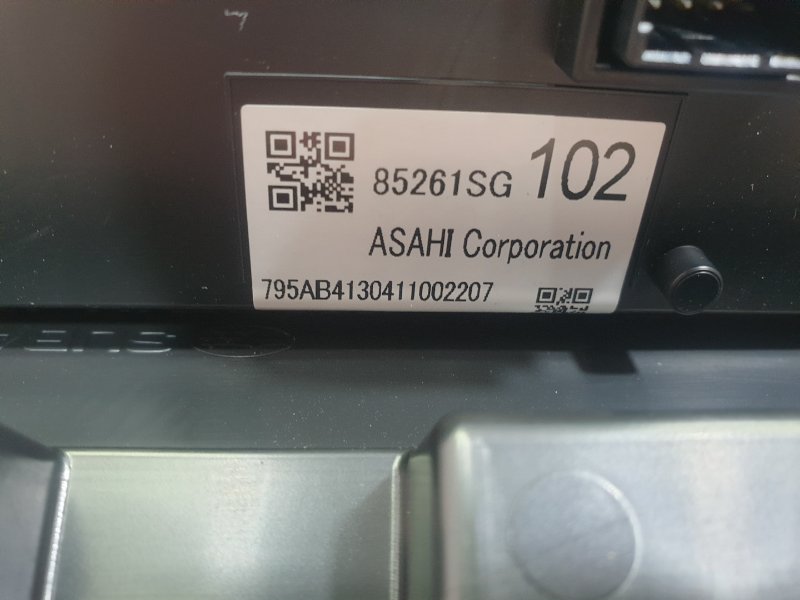 85261SG 102
ASAHI Corporation
795AB4130411002207